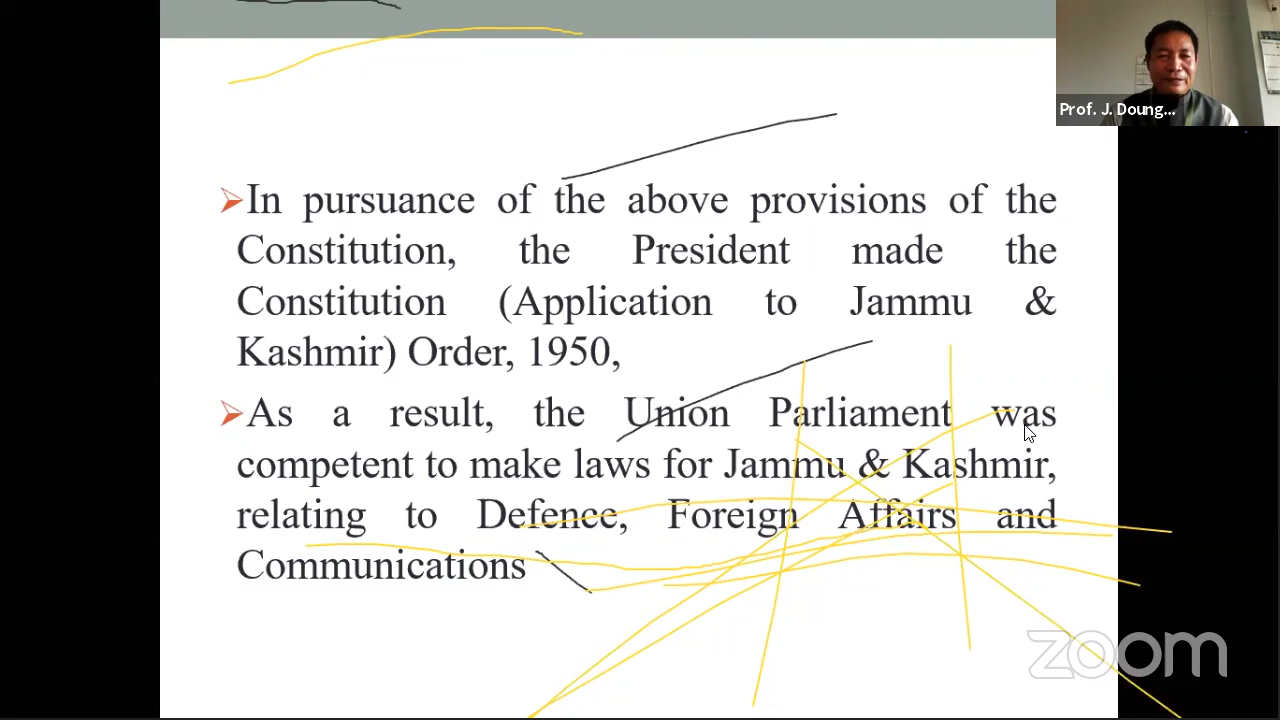 Prof. J. Doung...
➢In pursuance of the above provisions of the
Constitution, the President made the
Constitution (Application to Jammu &
Kashmir) Order, 1950,
➢As a result, the Union Parliament was
competent to make laws for Jammu & Kashmir,
relating to Defence, Foreign Affairs and
Communications
zoom